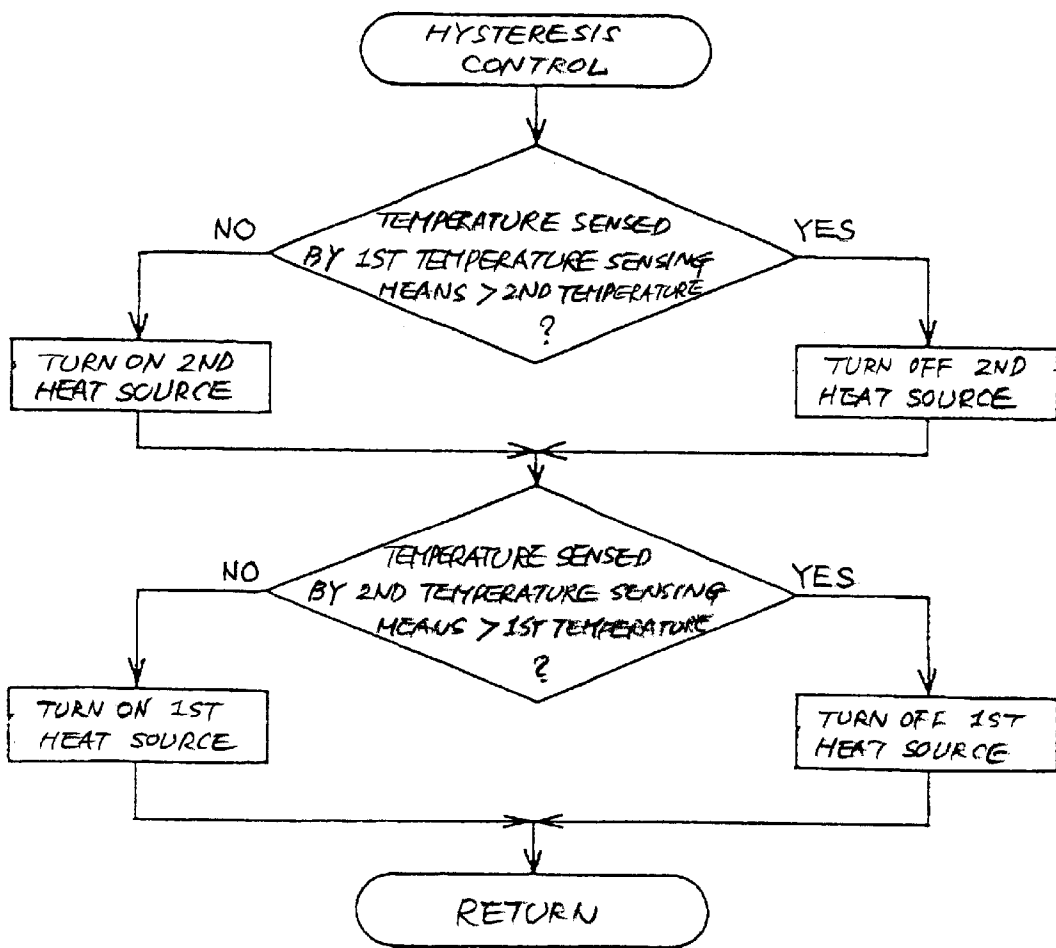 HYSTERESIS
CONTROL
TEMPERATURE SENSED
BY 1ST TEMPERATURE SENSING
MEANS > 2ND TEMPERATURE
?
NO
YES
TURN ON 2ND
HEAT SOURCE
TURN OFF 2ND
HEAT SOURCE
TEMPERATURE SENSED
BY 2ND TEMPERATURE SENSING
MEANS > 1ST TEMPERATURE
?
NO
YES
TURN ON 1ST
HEAT SOURCE
TURN OFF 1ST
HEAT SOURCE
RETURN